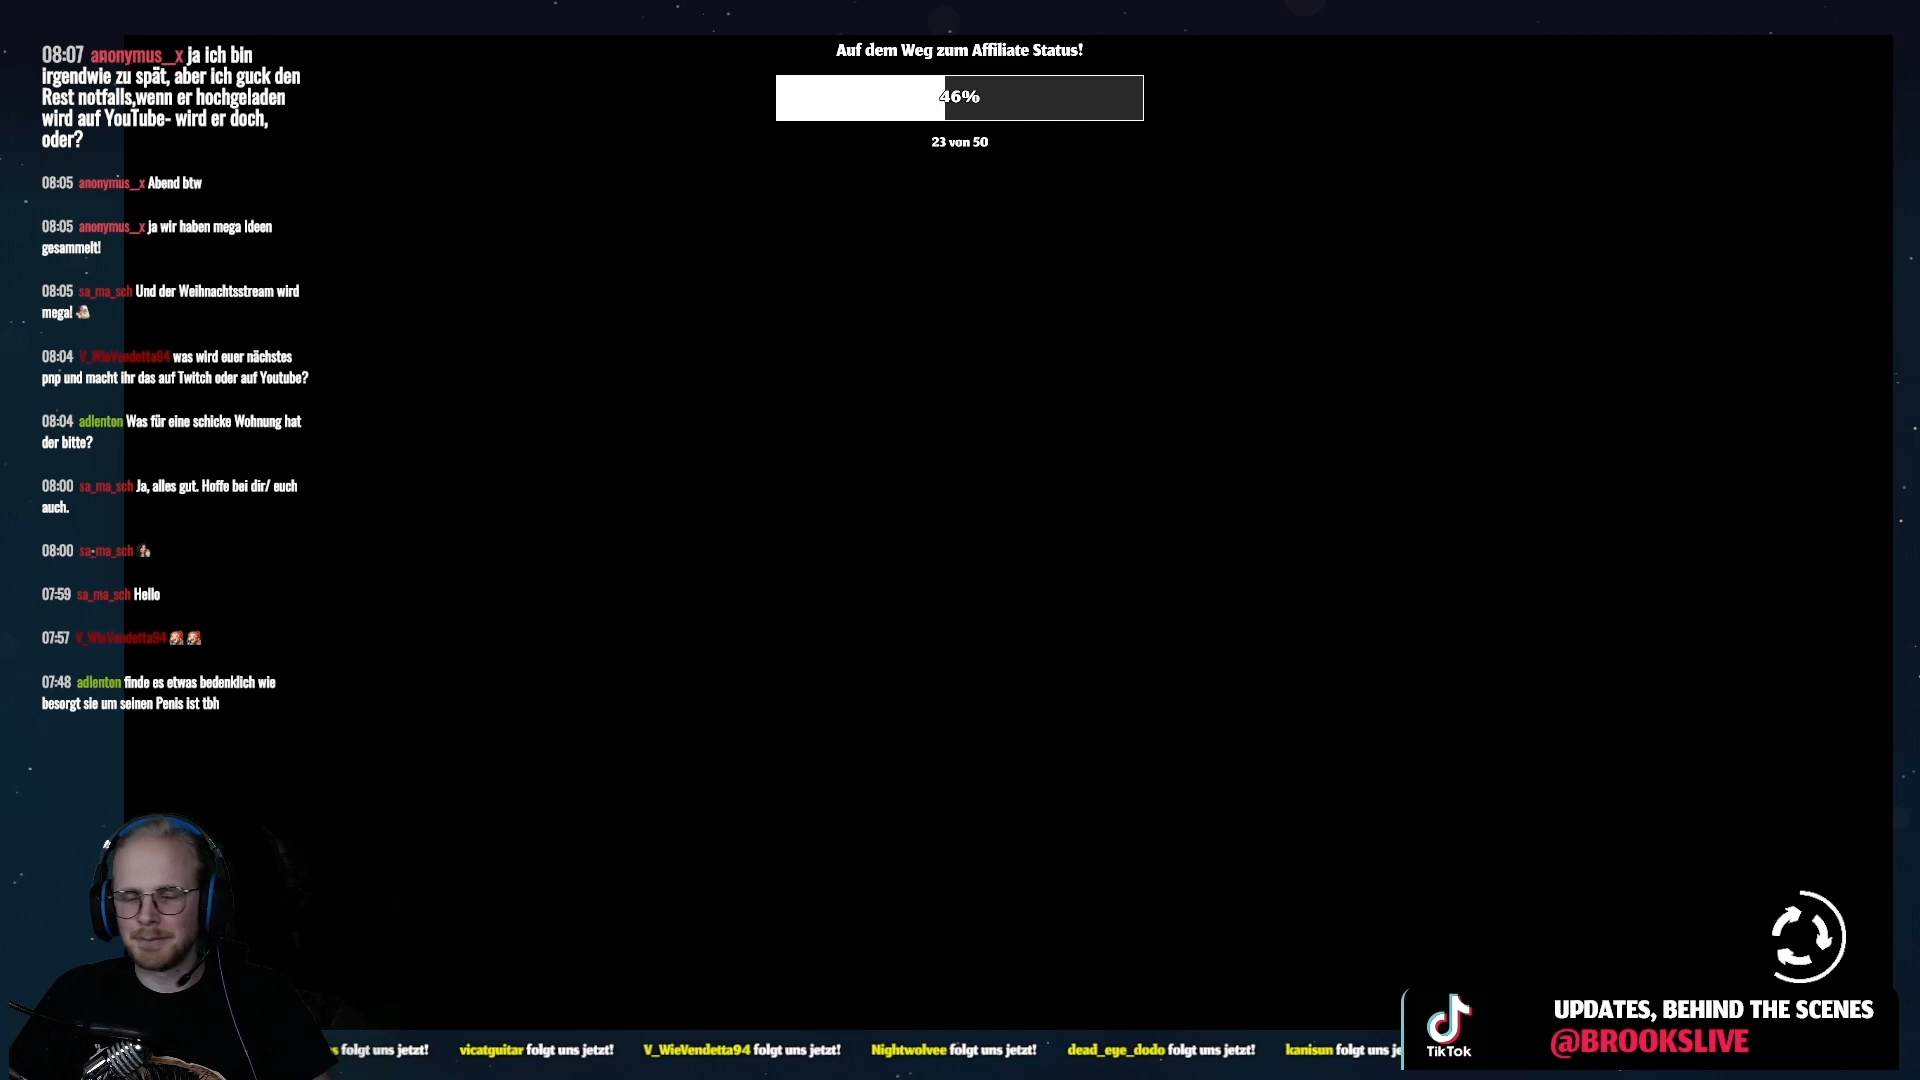 08:07 anonymus__x ja ich bin
irgendwie zu spät, aber ich guck den
Rest notfalls,wenn er hochgeladen
wird auf YouTube- wird er doch,
oder?
08:05 anonymus__x Abend btw
08:05 anonymus__x ja wir haben mega Ideen
gesammelt!
08:05 sa_ma_sch Und der Weihnachtsstream wird
mega!
08:04 V_WieVendetta94 was wird euer nächstes
pnp und macht ihr das auf Twitch oder auf Youtube?
08:04 adlenton Was für eine schicke Wohnung hat
der bitte?
08:00 sa_ma_sch Ja, alles gut. Hoffe bei dir/ euch
auch.
08:00 sa_ma_sch
07:59 sa_ma_sch Hello
07:57 V_WieVendetta94
07:48 adlenton finde es etwas bedenklich wie
besorgt sie um seinen Penis ist tbh
Auf dem Weg zum Affiliate Status!
46%
23 von 50
TikTok
UPDATES, BEHIND THE SCENES
@BROOKSLIVE
s folgt uns jetzt! vicatguitar folgt uns jetzt! V_WieVendetta94 folgt uns jetzt! Nightwolvee folgt uns jetzt! dead_eye_dodo folgt uns jetzt! kanisun folgt uns je